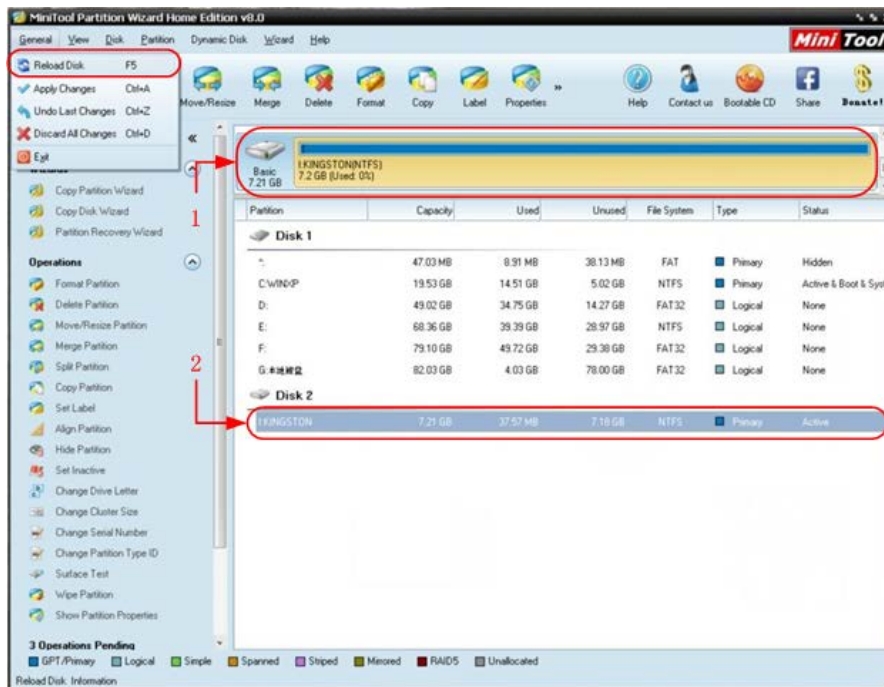 MiniTool Partition Wizard Home Edition v8.0
General View Disk Partition Dynamic Disk Wizard Help
Mini Tool
Reload Disk F5
Apply Changes Ctrl+A
Undo Last Changes Ctrl+Z
Discard All Changes Ctrl+D
Exit
Move/Resize Merge Delete Format Copy Label Properties » Help Contact us Bootable CD Share Donate!
«
I:KINGSTON(NTFS)
7.2 GB (Used: 0%)
Basic
7.21 GB
1
Copy Partition Wizard
Copy Disk Wizard
Partition Recovery Wizard
Operations
Format Partition
Delete Partition
Move/Resize Partition
Merge Partition
Split Partition
Copy Partition
Set Label
Align Partition
Hide Partition
Set Inactive
Change Drive Letter
Change Cluster Size
Change Serial Number
Change Partition Type ID
Surface Test
Wipe Partition
Show Partition Properties
3 Operations Pending
2
Partition Capacity Used Unused File System Type Status
Disk 1
*: 47.03 MB 8.91 MB 38.13 MB FAT Primary Hidden
C:WINXP 19.53 GB 14.51 GB 5.02 GB NTFS Primary Active & Boot & Sys
D: 49.02 GB 34.75 GB 14.27 GB FAT32 Logical None
E: 68.36 GB 39.39 GB 28.97 GB NTFS Logical None
F: 79.10 GB 49.72 GB 29.38 GB FAT32 Logical None
G: 82.03 GB 4.03 GB 78.00 GB FAT32 Logical None
Disk 2
I:KINGSTON 7.21 GB 37.57 MB 7.18 GB NTFS Primary Active
GPT/Primary Logical Simple Spanned Striped Mirrored RAID5 Unallocated
Reload Disk Information